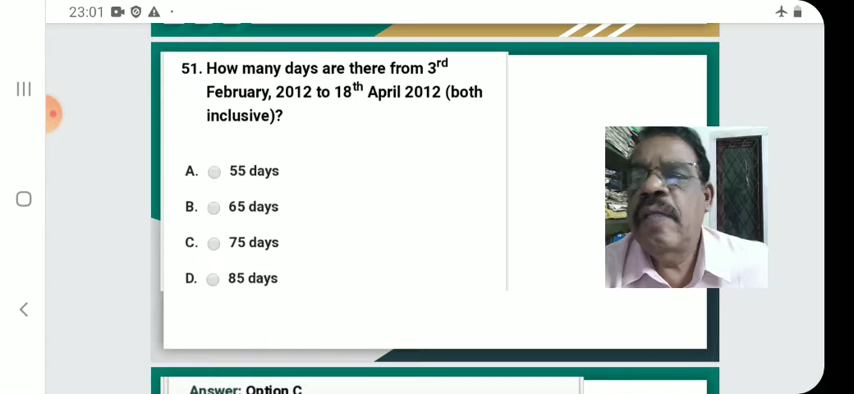 23:01
51. How many days are there from 3rd
February, 2012 to 18th April 2012 (both
inclusive)?
A. 55 days
B. 65 days
C. 75 days
D. 85 days
Answer: Option C